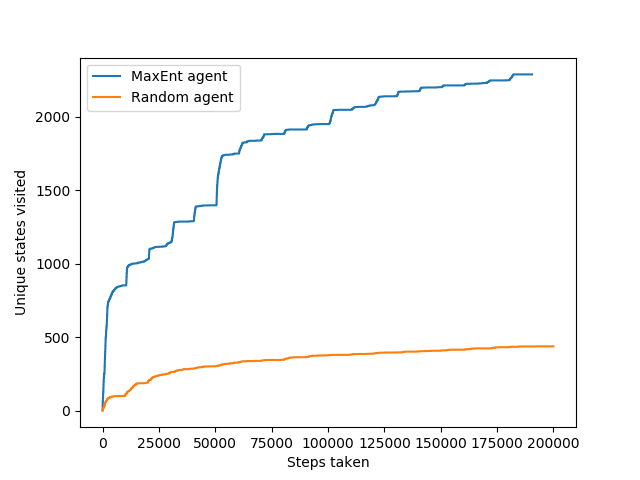 MaxEnt agent
Random agent
2000
1500
1000
500
0
Unique states visited
0 25000 50000 75000 100000 125000 150000 175000 200000
Steps taken